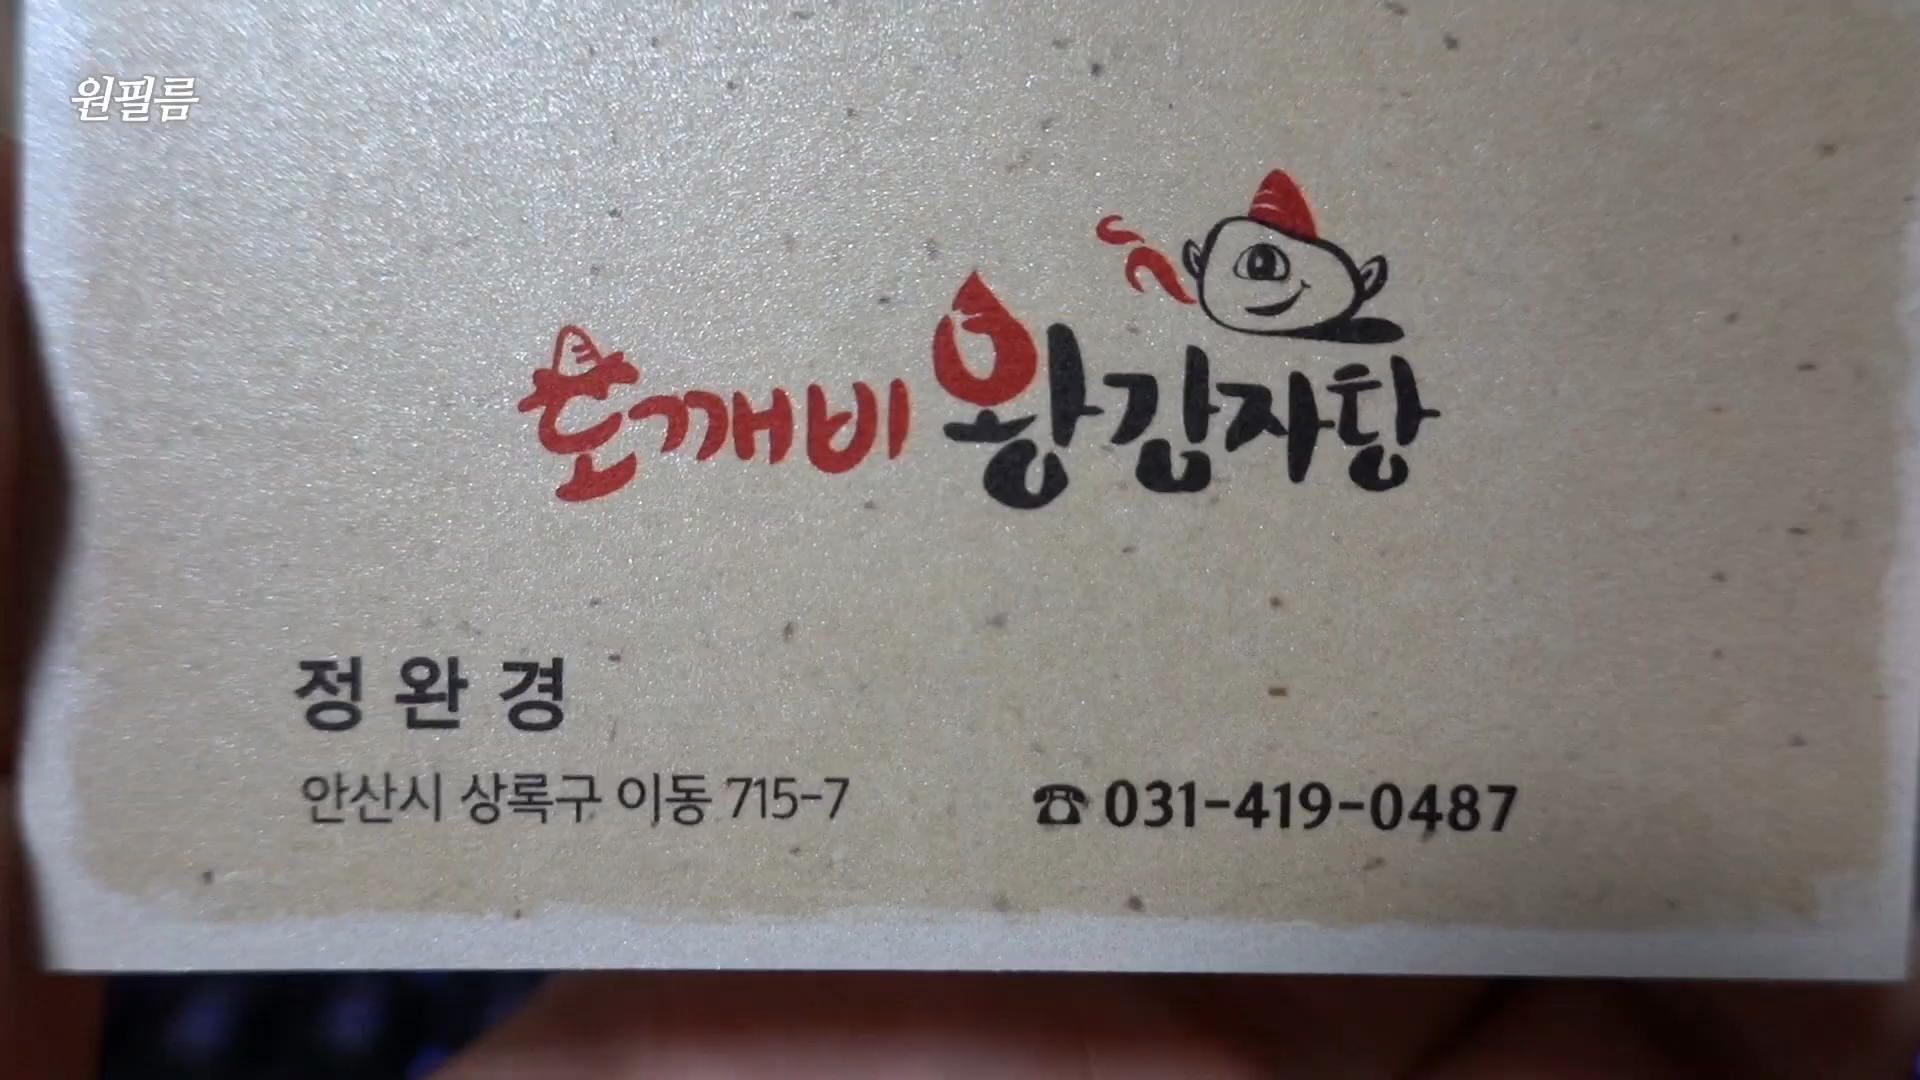 원필름
도깨비 왕감자탕
정완경
안산시 상록구 이동 715-7
☎ 031-419-0487